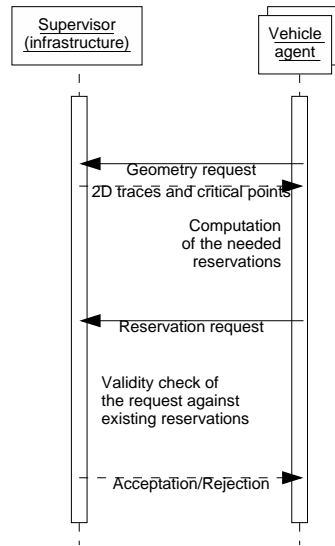 Supervisor
(infrastructure)
Vehicle
agent
Geometry request
2D traces and critical points
Computation
of the needed
reservations
Reservation request
Validity check of
the request against
existing reservations
Acceptation/Rejection